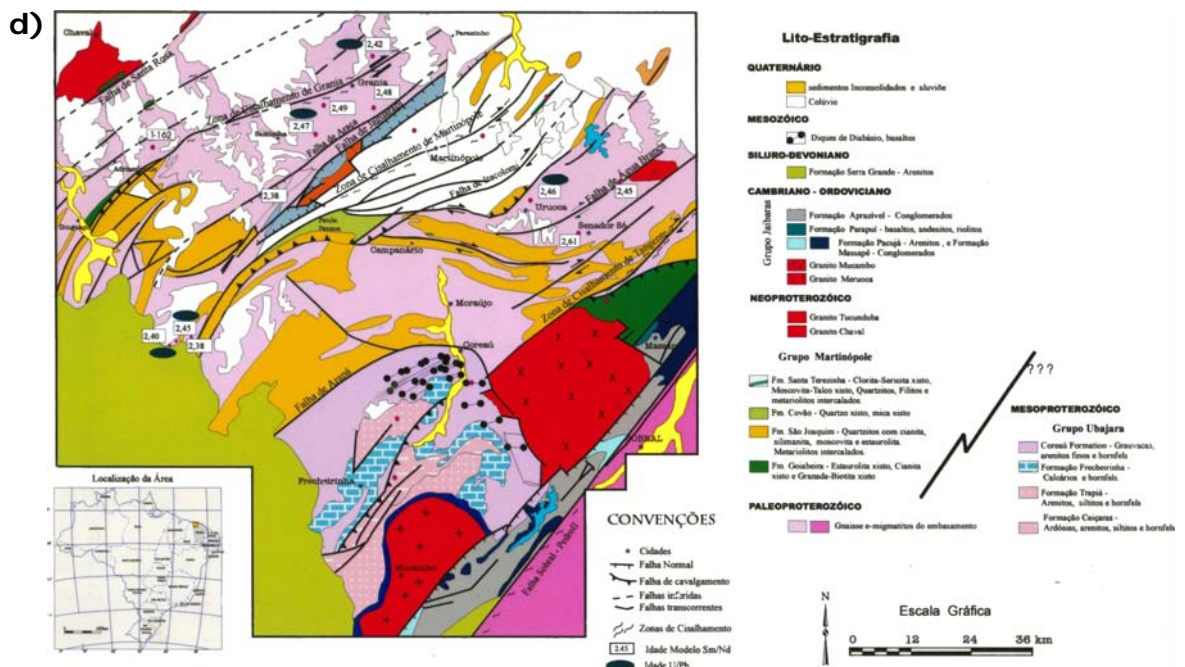 d)
Chaval
Falha de Santa Rosa
2,42
Parazinho
Zona de Cisalhamento de Granja
Granja
2,48
2,49
2,47
1-162
Falha de Tucunduba
Zona de Cisalhamento de Martinópole
Martinópole
Falha de Iracolomi
2,38
Falha de Água Branca
2,46
2,45
Uruoca
Senador Sá
2,61
Paula
Pessoa
Campanário
Zona de Cisalhamento de Tangente
Moraújo
2,45
2,40
2,38
Coreaú
Falha de Arapá
SOBRAL
Frecheirinha
Mucambo
Falha Sobral - Pedro II
Localização da Área
Lito-Estratigrafia
QUATERNÁRIO
sedimentos Inconsolidados e aluviõe
Colúvio
MESOZÓICO
Diques de Diabásio, basaltos
SILURO-DEVONIANO
Formação Serra Grande - Arenitos
CAMBRIANO - ORDOVICIANO
Grupo Jaibaras
Formação Aprazível - Conglomerados
Formação Parapuí - basaltos, andesitos, riolitos
Formação Pacujá - Arenitos , e Formação
Massapê - Conglomerados
Granito Mucambo
Granito Meruoca
NEOPROTEROZÓICO
Granito Tucunduba
Granito Chaval
Grupo Martinópole
Fm. Santa Terezinha - Clorita-Sericita xisto,
Moscovita-Talco xisto, Quartzitos, Filitos e
metariolitos intercalados.
Fm. Covão - Quartzo xisto, mica xisto
Fm. São Joaquim - Quartzitos com cianita,
silimanita, moscovita e estaurolita.
Metariolitos intercalados.
Fm. Goiabeira - Estaurolita xisto, Cianita
xisto e Granada-Biotita xisto
PALEOPROTEROZÓICO
Gnaisse e-migmatitos do embasamento
???
MESOPROTEROZÓICO
Grupo Ubajara
Coreaú Formation - Grauvacas,
arenitos finos e hornfels
Formação Frecheirinha -
Calcários e hornfels.
Formação Trapiá -
Arenitos, siltitos e hornfels
Formação Caiçaras -
Ardósias, arenitos, siltitos e hornfels
CONVENÇÕES
Cidades
Falha Normal
Falha de cavalgamento
Falhas inferidas
Falhas transcorrentes
Zonas de Cisalhamento
2,45 Idade Modelo Sm/Nd
Idade U/Pb
N
Escala Gráfica
0 12 24 36 km